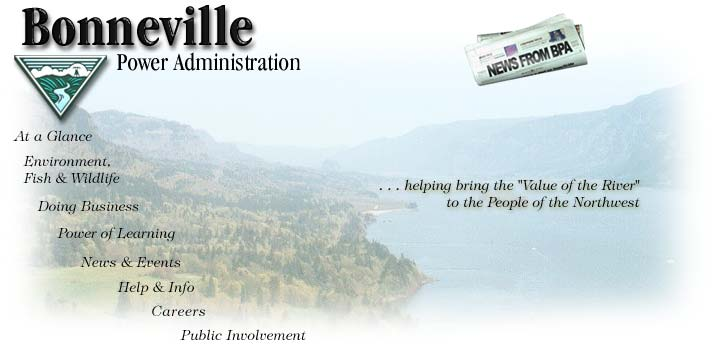 Bonneville
Power Administration
NEWS FROM BPA
At a Glance
Environment,
Fish & Wildlife
Doing Business
Power of Learning
News & Events
Help & Info
Careers
Public Involvement
. . . helping bring the "Value of the River"
to the People of the Northwest